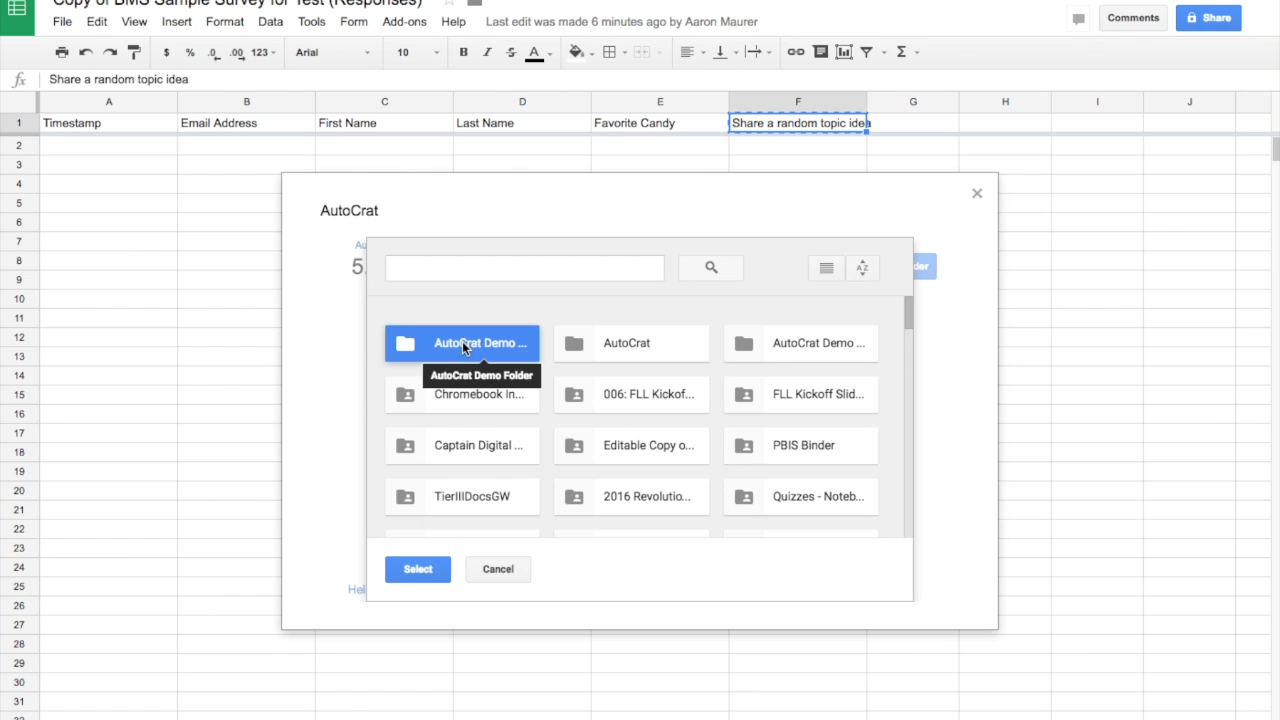 Copy of BMS Sample Survey for Test (Responses)
File Edit View Insert Format Data Tools Form Add-ons Help Last edit was made 6 minutes ago by Aaron Maurer
Comments Share
$ % .0 .00 123 Arial 10 B I S A Σ
fx Share a random topic idea
A B C D E F G H I J
1 Timestamp Email Address First Name Last Name Favorite Candy Share a random topic idea
2
3
4
5
6
7
8
9
10
11
12
13
14
15
16
17
18
19
20
21
22
23
24
25
26
27
28
29
30
31
AutoCrat
Au
5.
der
AZ
AutoCrat Demo ... AutoCrat AutoCrat Demo ...
AutoCrat Demo Folder
Chromebook In... 006: FLL Kickof... FLL Kickoff Slid...
Captain Digital ... Editable Copy o... PBIS Binder
TierIIIDocsGW 2016 Revolutio... Quizzes - Noteb...
Select Cancel
Hel